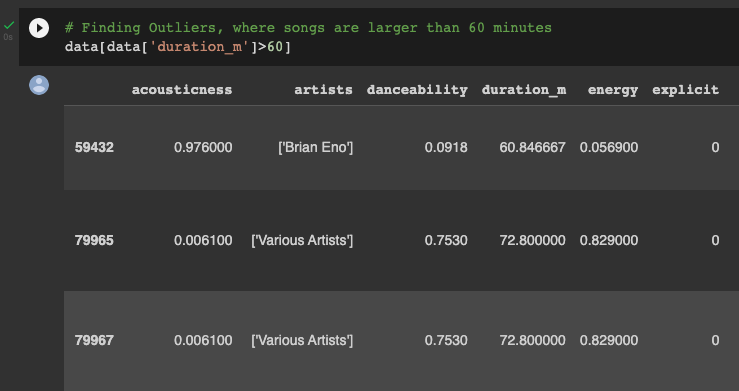 # Finding Outliers, where songs are larger than 60 minutes
data[data['duration_m']>60]
0s
acousticness artists danceability duration_m energy explicit
59432 0.976000 ['Brian Eno'] 0.0918 60.846667 0.056900 0
79965 0.006100 ['Various Artists'] 0.7530 72.800000 0.829000 0
79967 0.006100 ['Various Artists'] 0.7530 72.800000 0.829000 0